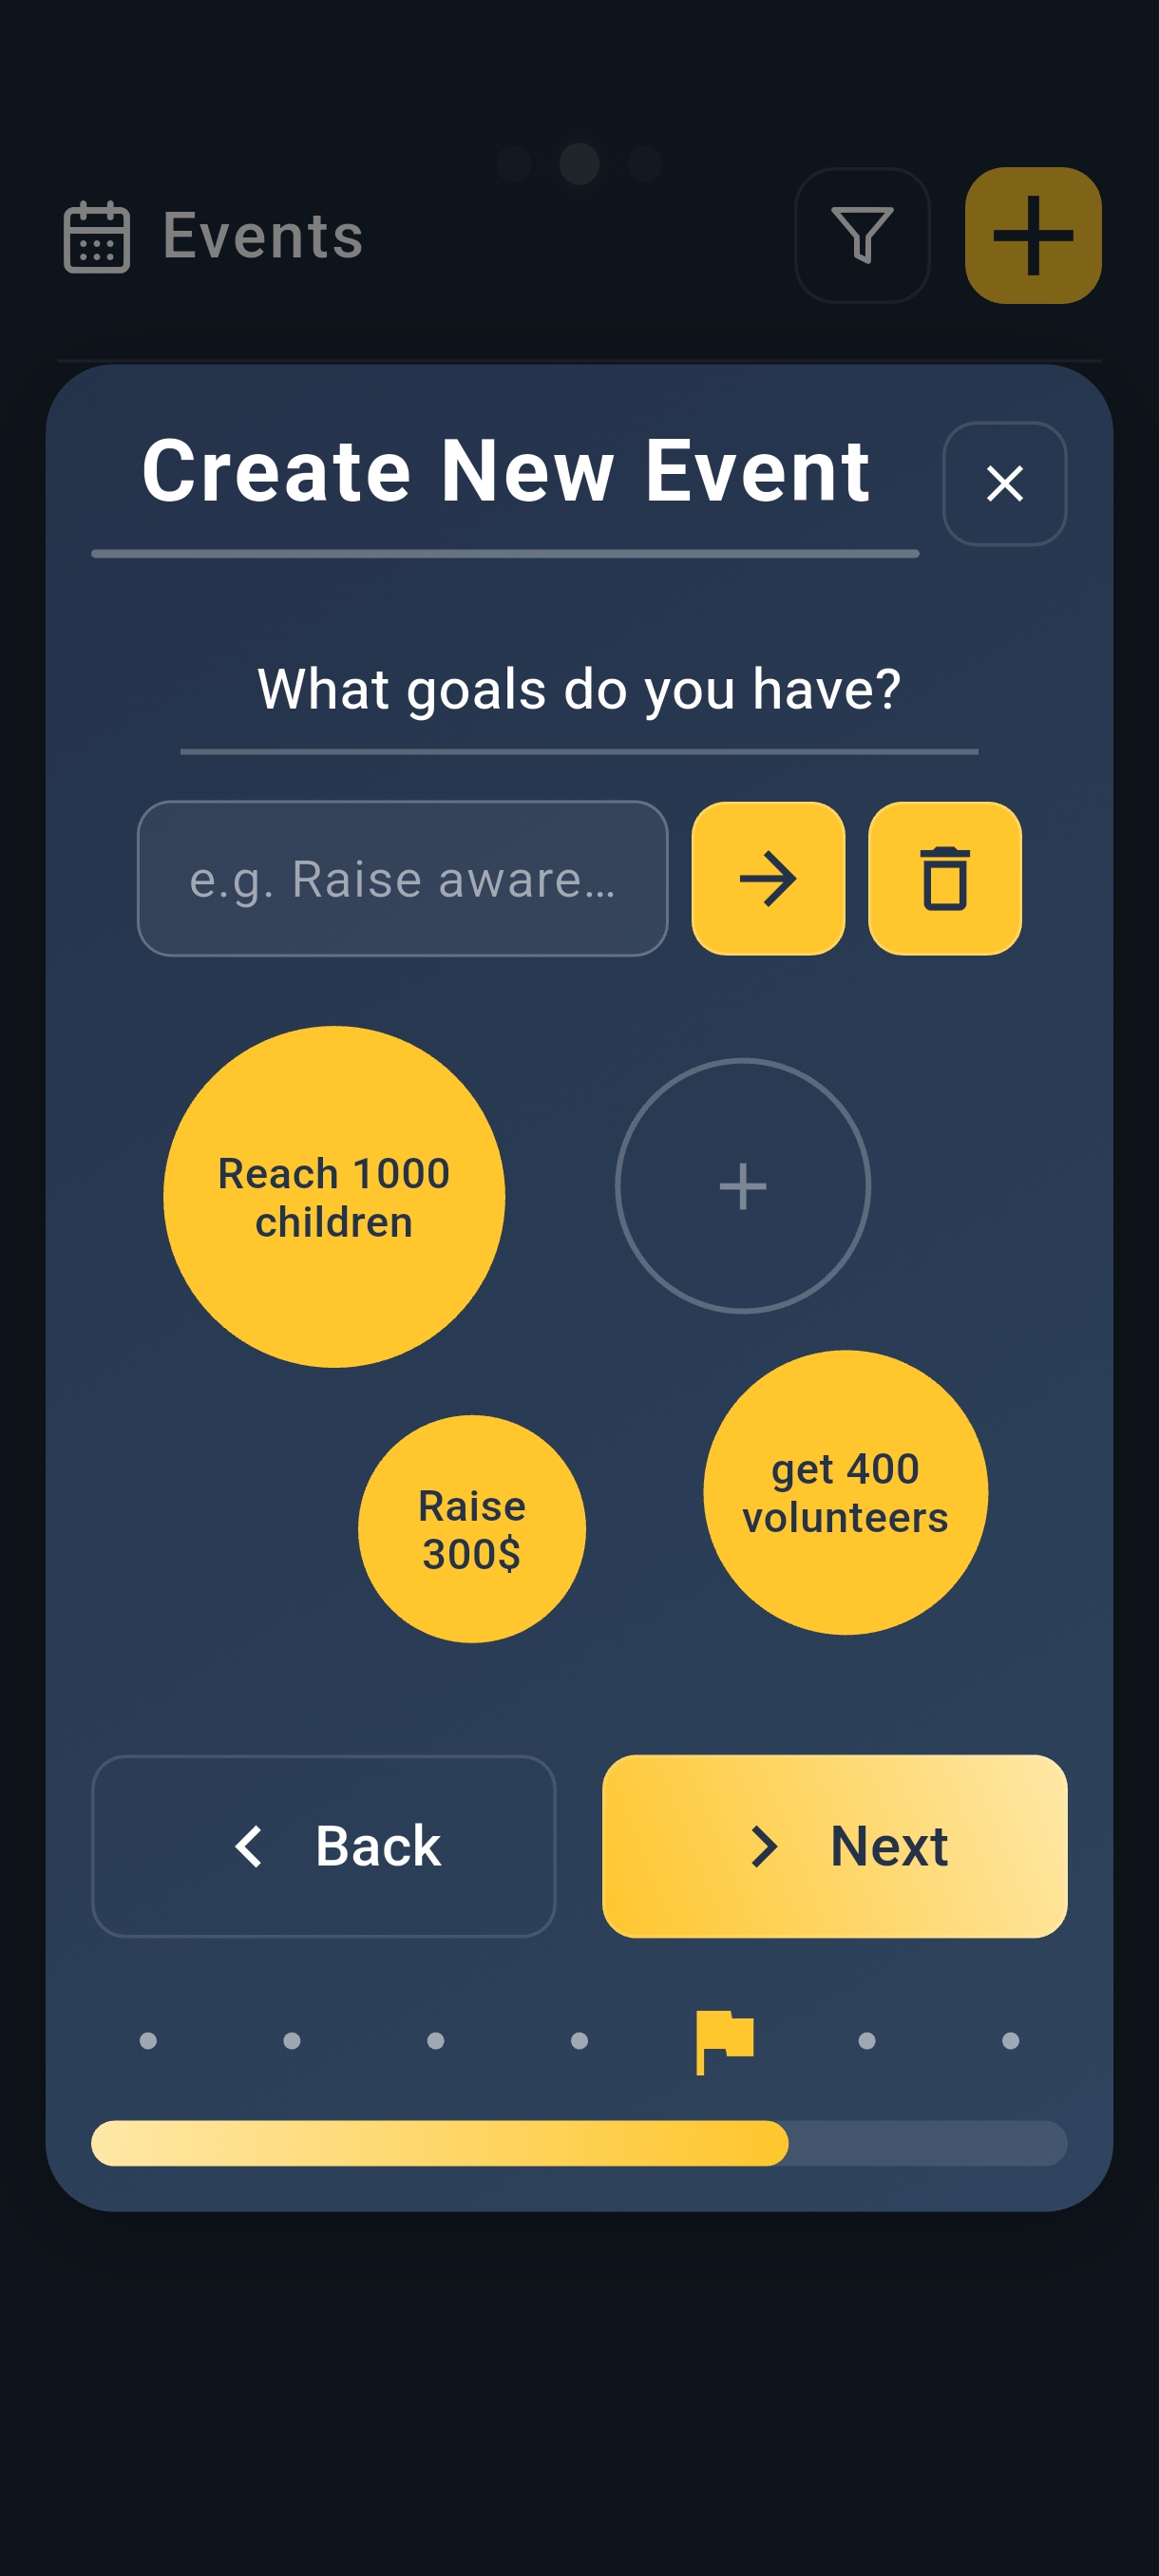 Events
Create New Event
What goals do you have?
e.g. Raise aware...
Reach 1000
children
Raise
300$
get 400
volunteers
Back
Next